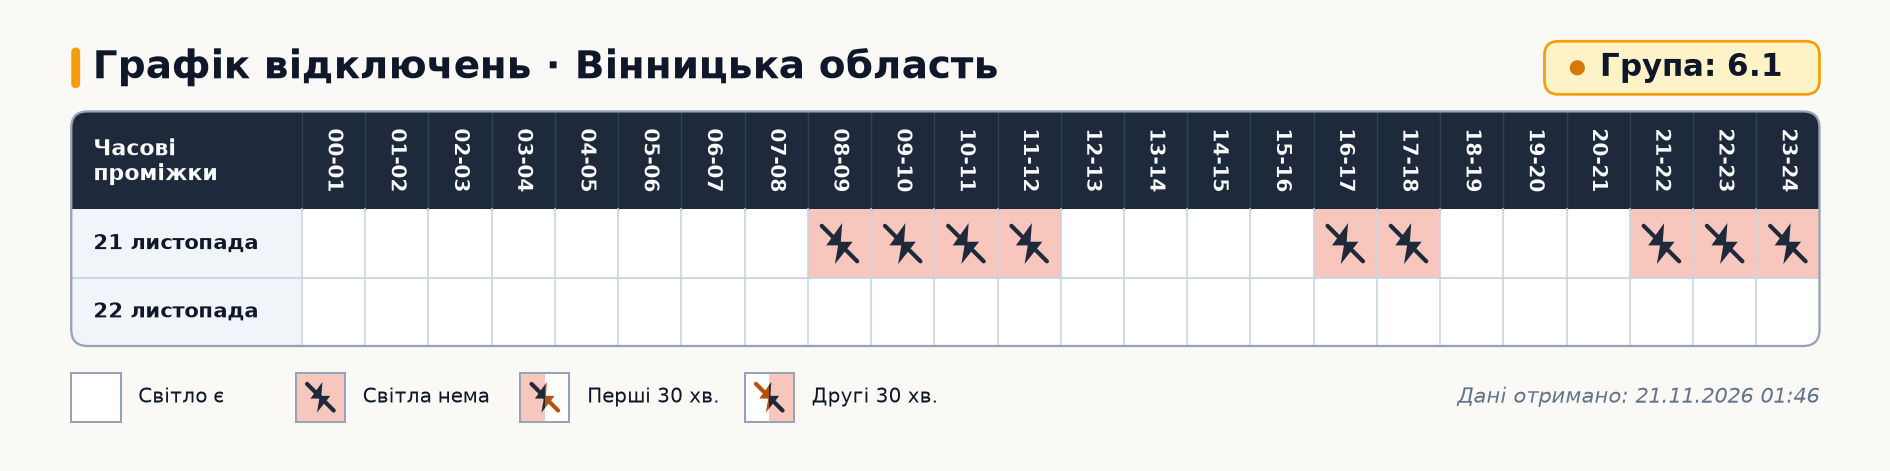 Графік відключень · Вінницька область
Група: 6.1
Часові
проміжки
00-01
01-02
02-03
03-04
04-05
05-06
06-07
07-08
08-09
09-10
10-11
11-12
12-13
13-14
14-15
15-16
16-17
17-18
18-19
19-20
20-21
21-22
22-23
23-24
21 листопада
22 листопада
Світло є
Світла нема
Перші 30 хв.
Другі 30 хв.
Дані отримано: 21.11.2026 01:46